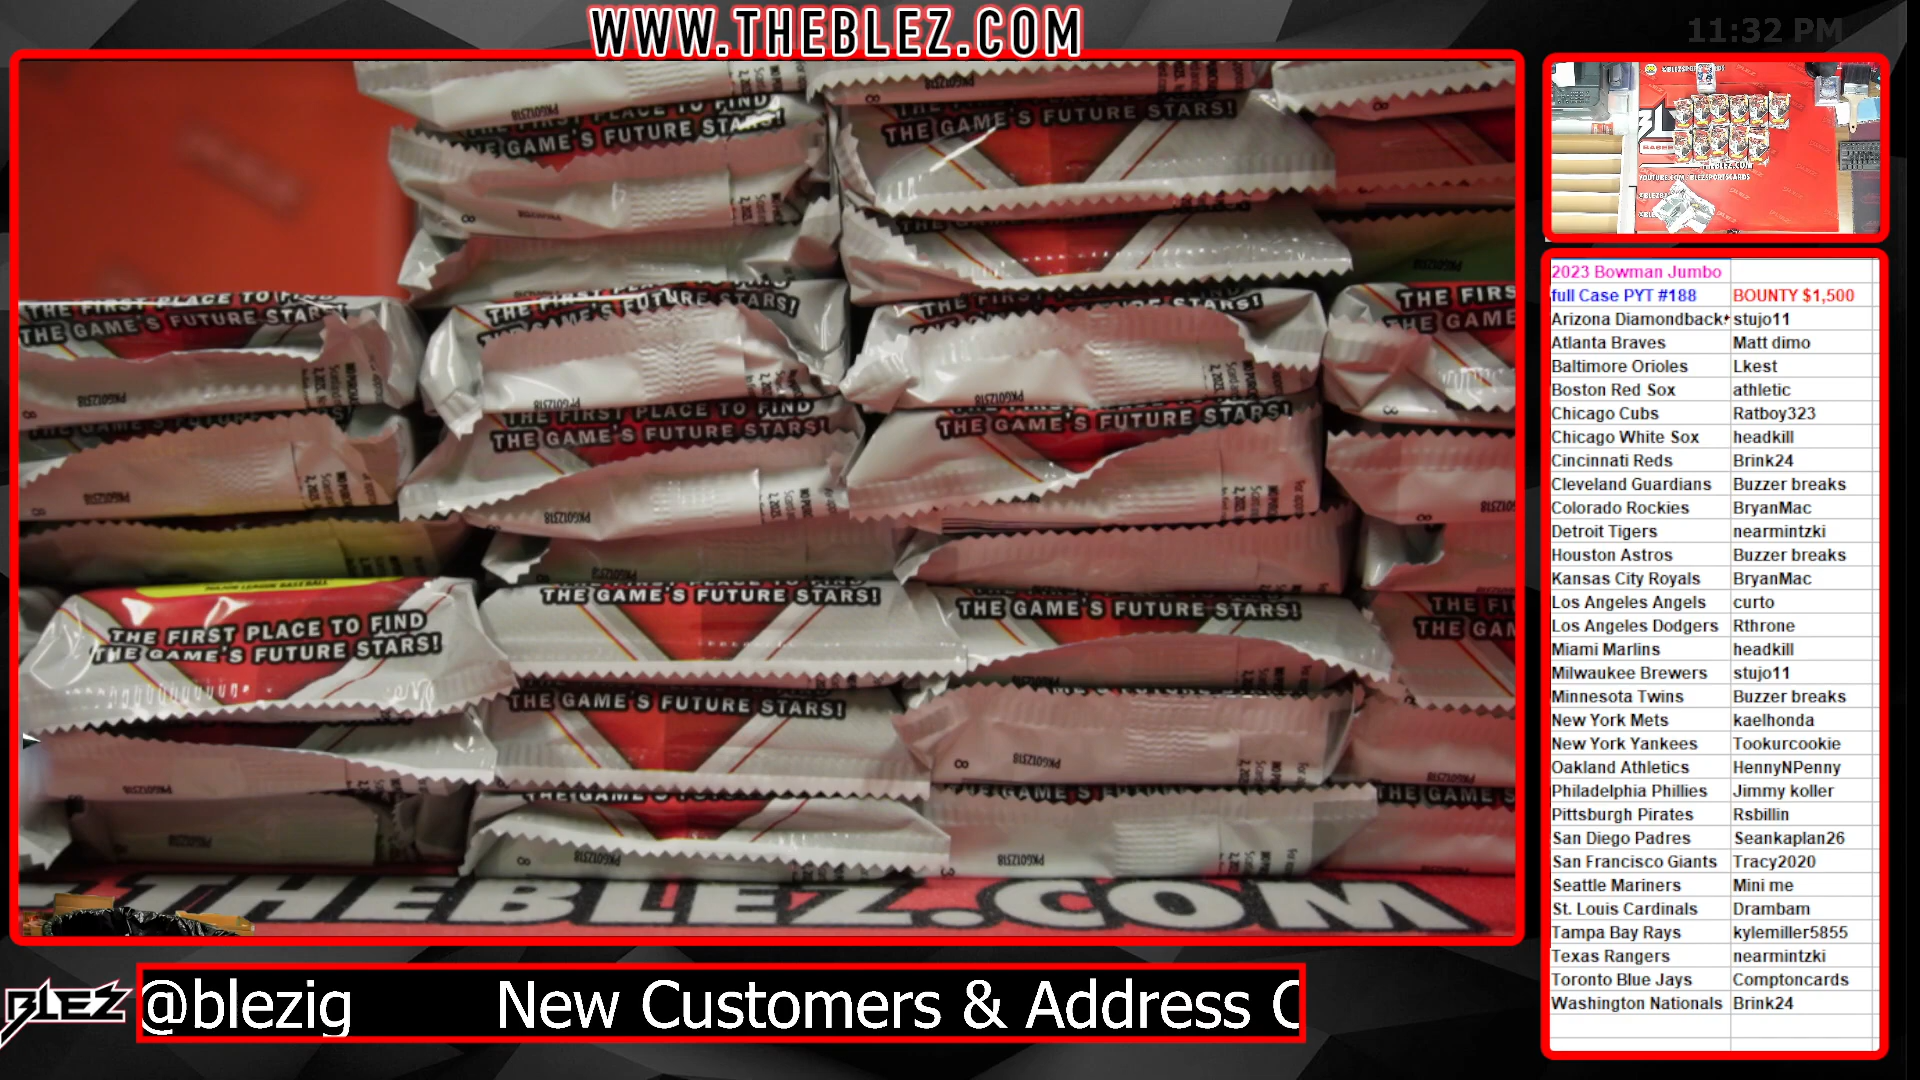 WWW.THEBLEZ.COM
11:32 PM
THE GAME'S FUTURE STARS!
THE GAME'S FUTURE STARS!
THE GAME'S FUTURE STARS!
THE FIRST PLACE TO FIND
THE GAME'S FUTURE STARS!
THE GAME'S FUTURE STARS!
MAJOR LEAGUE BASEBALL
THE FIRST PLACE TO FIND
THE GAME'S FUTURE STARS!
THE GAME'S FUTURE STARS!
THE GAME'S FUTURE STARS!
THE GAME'S FUTURE STARS!
PKG012518
THEBLEZ.COM
2023 Bowman Jumbo
full Case PYT #188 BOUNTY $1,500
Arizona Diamondback stujo11
Atlanta Braves Matt dimo
Baltimore Orioles Lkest
Boston Red Sox athletic
Chicago Cubs Ratboy323
Chicago White Sox headkill
Cincinnati Reds Brink24
Cleveland Guardians Buzzer breaks
Colorado Rockies BryanMac
Detroit Tigers nearmintzki
Houston Astros Buzzer breaks
Kansas City Royals BryanMac
Los Angeles Angels curto
Los Angeles Dodgers Rthrone
Miami Marlins headkill
Milwaukee Brewers stujo11
Minnesota Twins Buzzer breaks
New York Mets kaelhonda
New York Yankees Tookurcookie
Oakland Athletics HennyNPenny
Philadelphia Phillies Jimmy koller
Pittsburgh Pirates Rsbillin
San Diego Padres Seankaplan26
San Francisco Giants Tracy2020
Seattle Mariners Mini me
St. Louis Cardinals Drambam
Tampa Bay Rays kylemiller5855
Texas Rangers nearmintzki
Toronto Blue Jays Comptoncards
Washington Nationals Brink24
BLEZ @blezig New Customers & Address